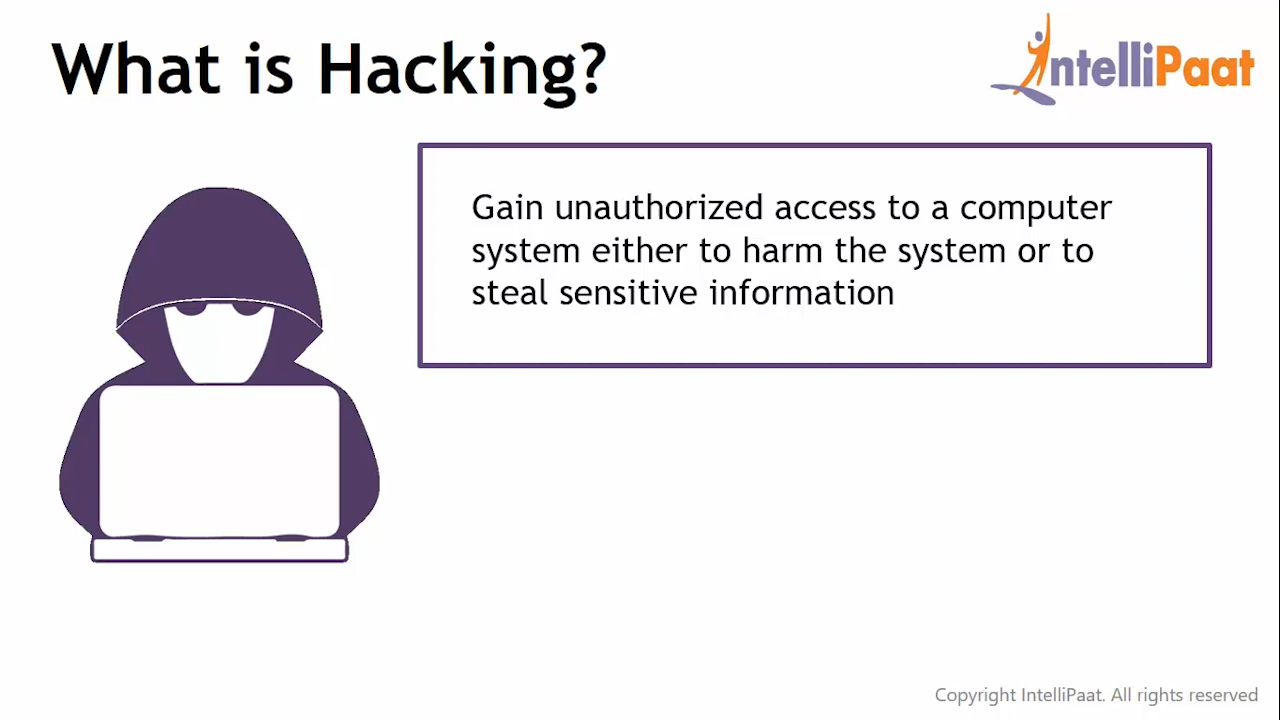 What is Hacking?
IntelliPaat
Gain unauthorized access to a computer
system either to harm the system or to
steal sensitive information
Copyright IntelliPaat. All rights reserved